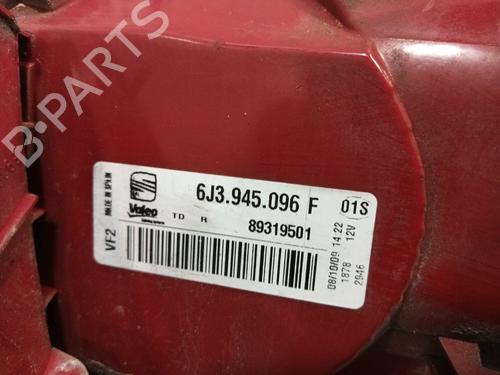 B-PARTS
MADE IN SPAIN
VF2
6J3.945.096 F 01S
Valeo
TD R 89319501
08/10/09 14:22
1878 12V
2946